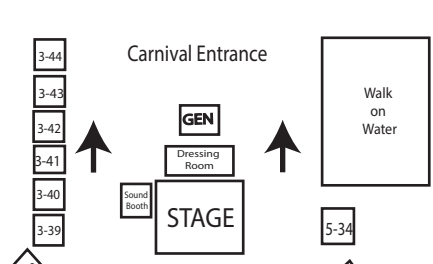 3-44
Carnival Entrance
3-43
Walk
on
Water
3-42
GEN
3-41
Dressing
Room
3-40
Sound
Booth
STAGE
3-39
5-34